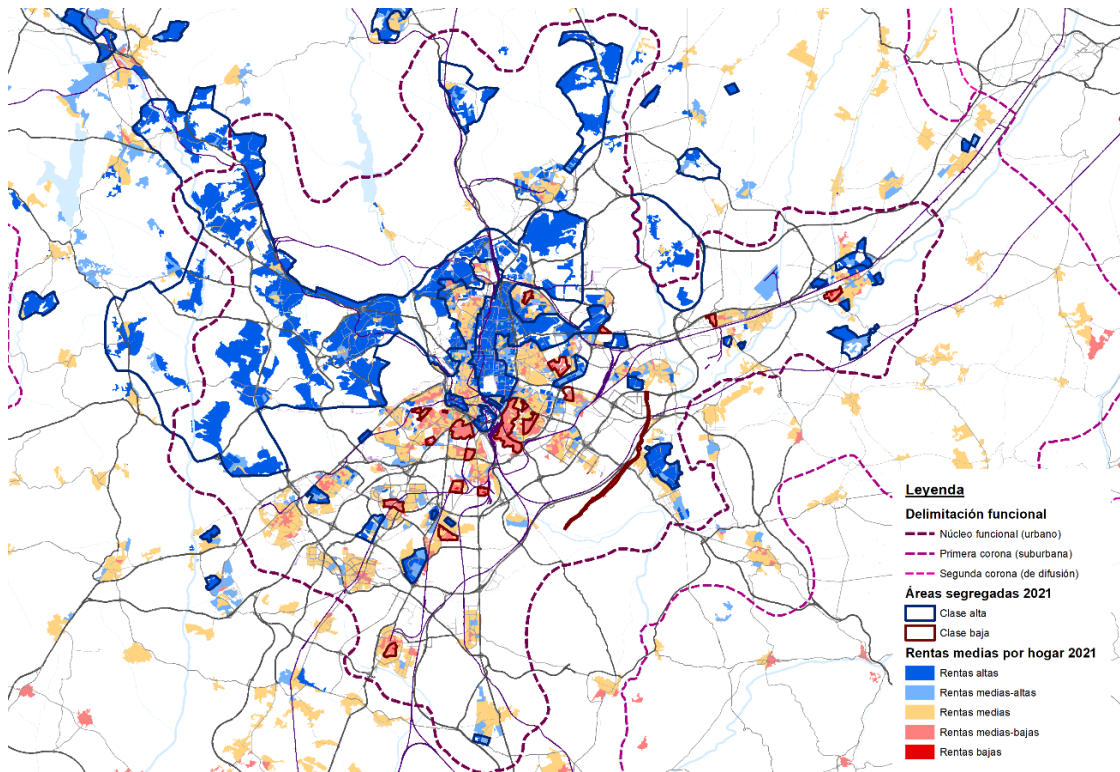 Leyenda
Delimitación funcional
Núcleo funcional (urbano)
Primera corona (suburbana)
Segunda corona (de difusión)
Áreas segregadas 2021
Clase alta
Clase baja
Rentas medias por hogar 2021
Rentas altas
Rentas medias-altas
Rentas medias
Rentas medias-bajas
Rentas bajas